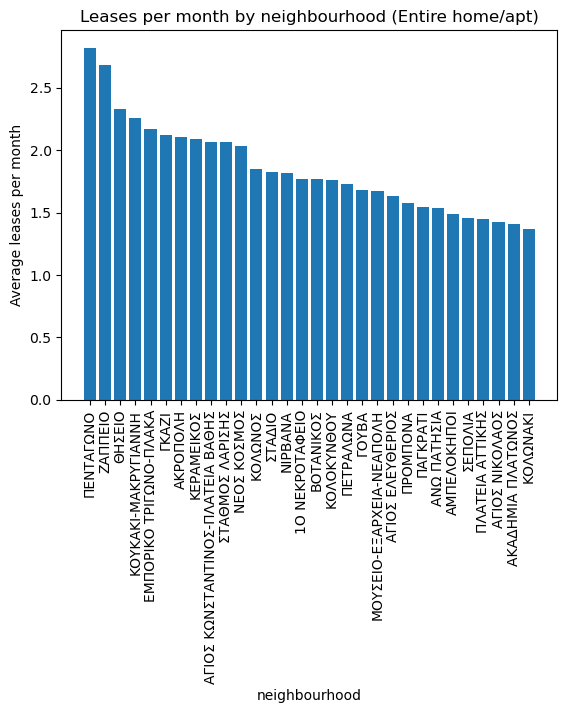 Leases per month by neighbourhood (Entire home/apt)
Average leases per month
2.5
2.0
1.5
1.0
0.5
0.0
ΠΕΝΤΑΓΩΝΟ
ΖΑΠΠΕΙΟ
ΘΗΣΕΙΟ
ΚΟΥΚΑΚΙ-ΜΑΚΡΥΓΙΑΝΝΗ
ΕΜΠΟΡΙΚΟ ΤΡΙΓΩΝΟ-ΠΛΑΚΑ
ΓΚΑΖΙ
ΑΚΡΟΠΟΛΗ
ΚΕΡΑΜΕΙΚΟΣ
ΑΓΙΟΣ ΚΩΝΣΤΑΝΤΙΝΟΣ-ΠΛΑΤΕΙΑ ΒΑΘΗΣ
ΣΤΑΘΜΟΣ ΛΑΡΙΣΗΣ
ΝΕΟΣ ΚΟΣΜΟΣ
ΚΟΛΩΝΟΣ
ΣΤΑΔΙΟ
ΝΙΡΒΑΝΑ
1Ο ΝΕΚΡΟΤΑΦΕΙΟ
ΒΟΤΑΝΙΚΟΣ
ΚΟΛΟΚΥΝΘΟΥ
ΠΕΤΡΑΛΩΝΑ
ΓΟΥΒΑ
ΜΟΥΣΕΙΟ-ΕΞΑΡΧΕΙΑ-ΝΕΑΠΟΛΗ
ΑΓΙΟΣ ΕΛΕΥΘΕΡΙΟΣ
ΠΡΟΜΠΟΝΑ
ΠΑΓΚΡΑΤΙ
ΑΝΩ ΠΑΤΗΣΙΑ
ΑΜΠΕΛΟΚΗΠΟΙ
ΣΕΠΟΛΙΑ
ΠΛΑΤΕΙΑ ΑΤΤΙΚΗΣ
ΑΓΙΟΣ ΝΙΚΟΛΑΟΣ
ΑΚΑΔΗΜΙΑ ΠΛΑΤΩΝΟΣ
ΚΟΛΩΝΑΚΙ
neighbourhood